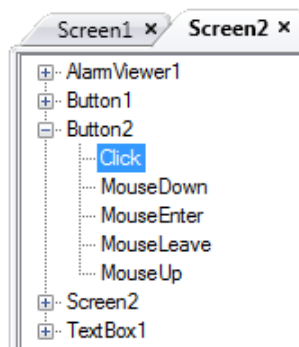 Screen1 × Screen2 ×
AlarmViewer1
Button1
Button2
Click
MouseDown
MouseEnter
MouseLeave
MouseUp
Screen2
TextBox1